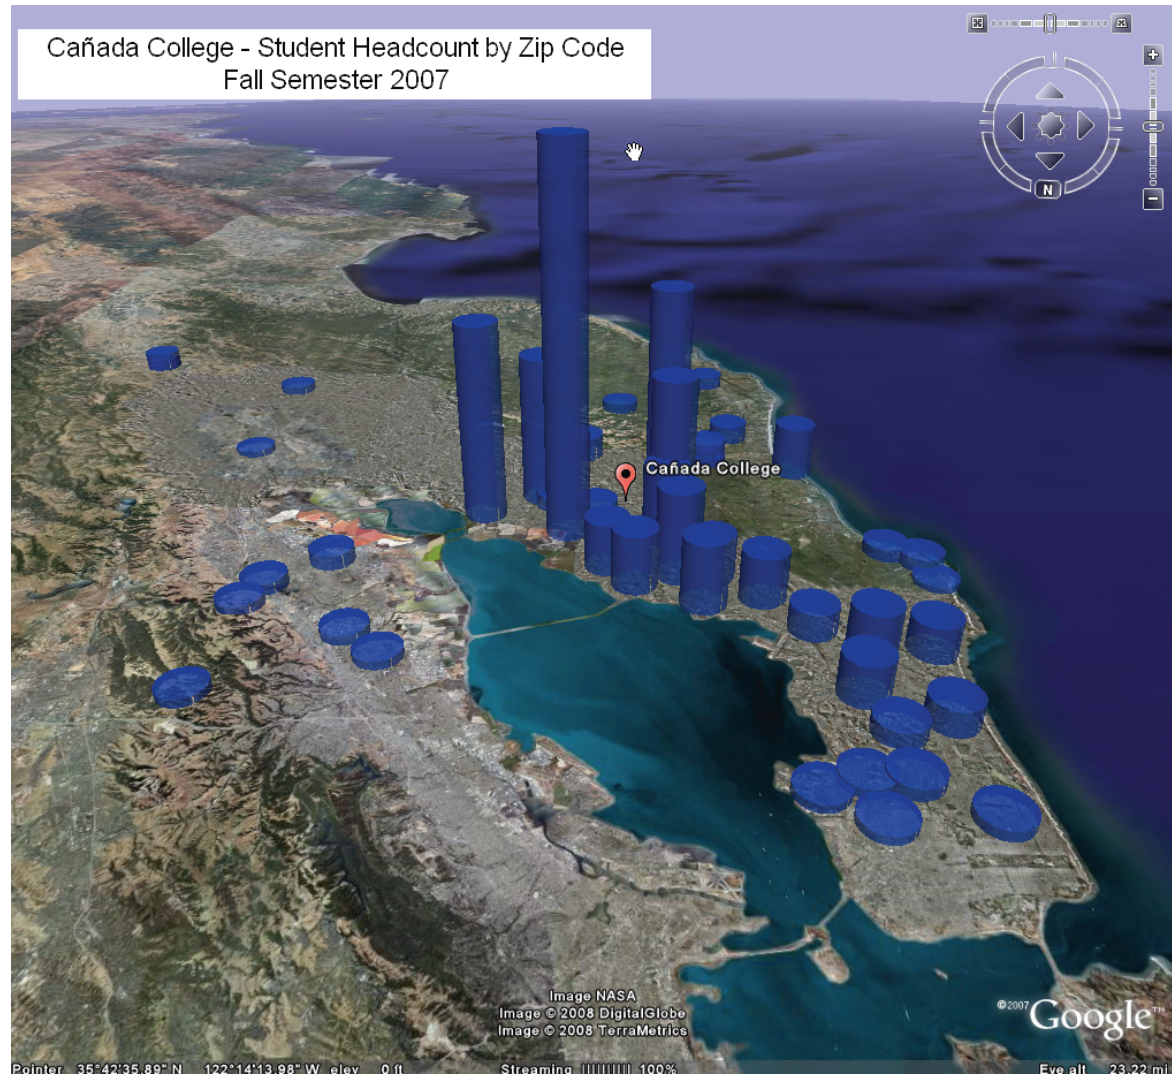 Cañada College - Student Headcount by Zip Code
Fall Semester 2007
N
Cañada College
Image NASA
Image © 2008 DigitalGlobe
Image © 2008 TerraMetrics
©2007 Google™
Pointer 35°42'35.89" N 122°14'13.98" W elev 0 ft Streaming ||||||||| 100% Eye alt 23.22 mi